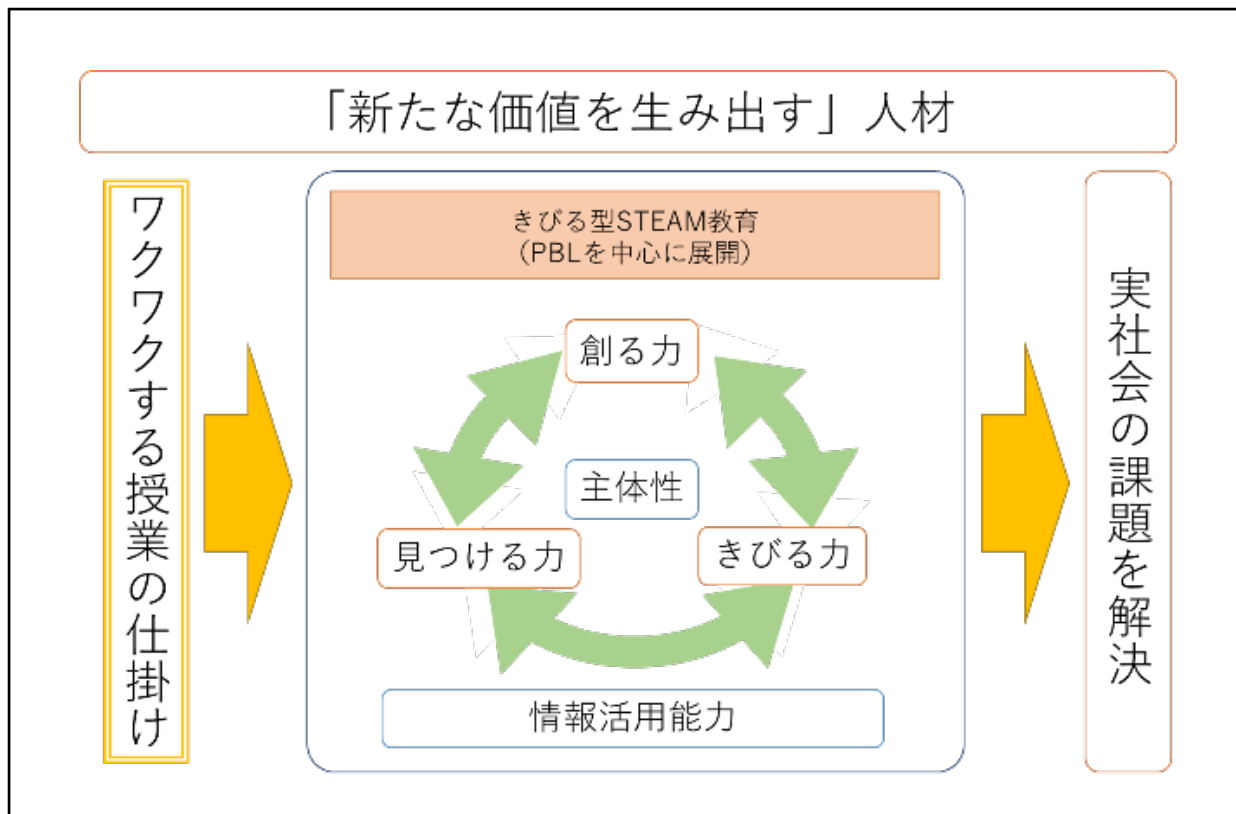 「新たな価値を生み出す」人材
ワクワクする授業の仕掛け
きびる型STEAM教育
（PBLを中心に展開）
創る力
主体性
見つける力
きびる力
情報活用能力
実社会の課題を解決